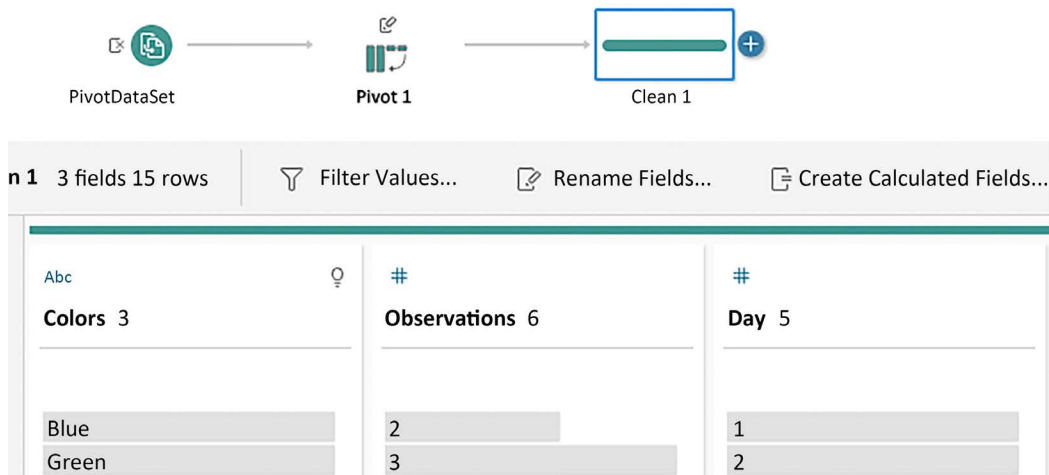 PivotDataSet
Pivot 1
Clean 1
n 1 3 fields 15 rows
Filter Values...
Rename Fields...
Create Calculated Fields...
Abc
#
#
Colors 3
Observations 6
Day 5
Blue
2
1
Green
3
2